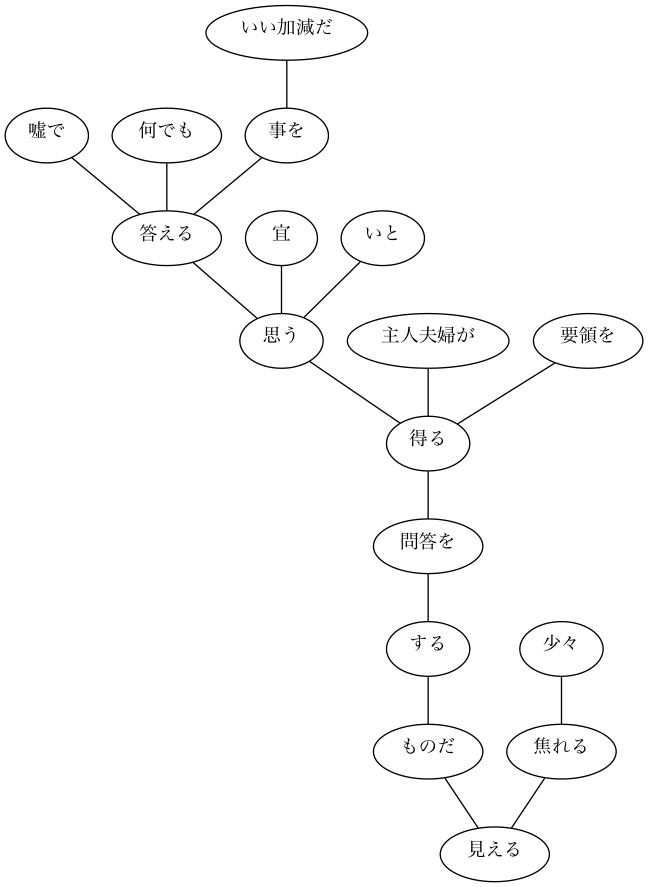 いい加減だ
嘘で
何でも
事を
答える
宜
いと
思う
主人夫婦が
要領を
得る
問答を
する
少々
ものだ
焦れる
見える